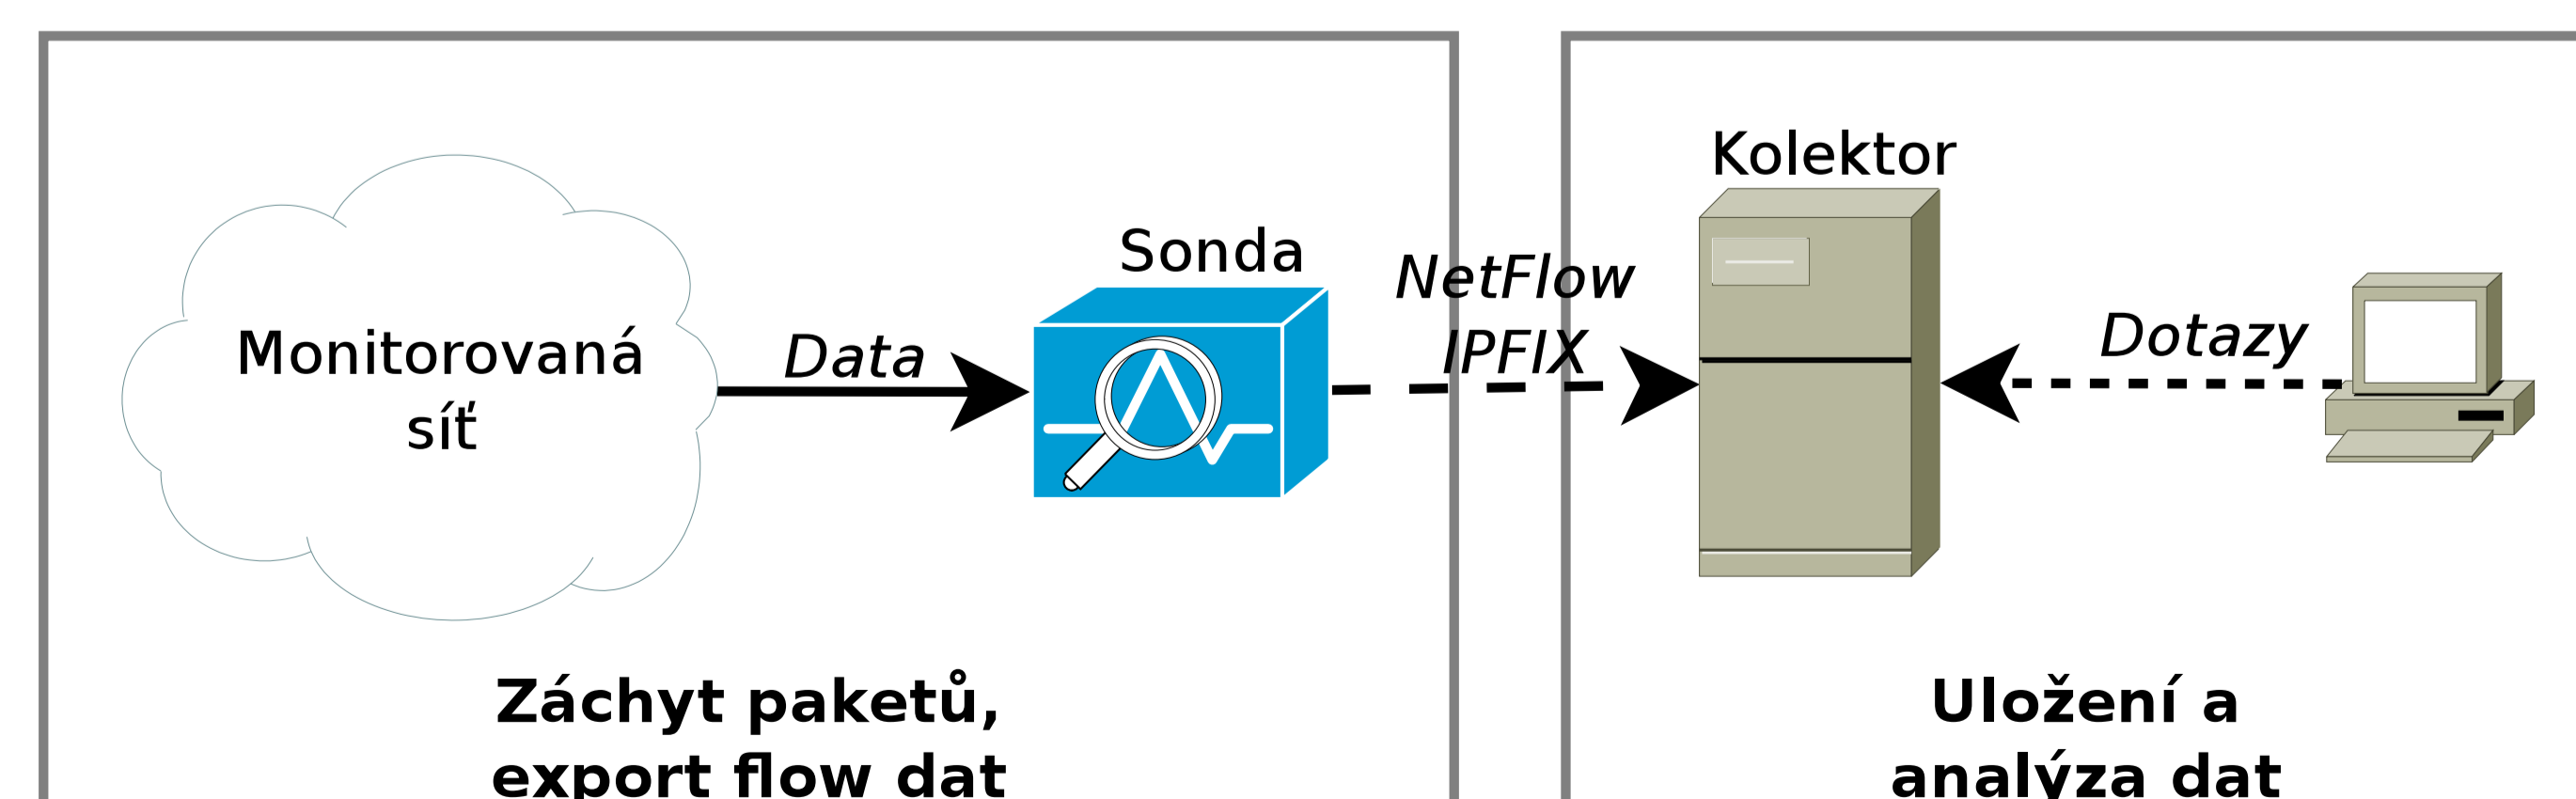 Monitorovaná
síť
Data
Sonda
NetFlow
IPFIX
Kolektor
Dotazy
Záchyt paketů,
export flow dat
Uložení a
analýza dat